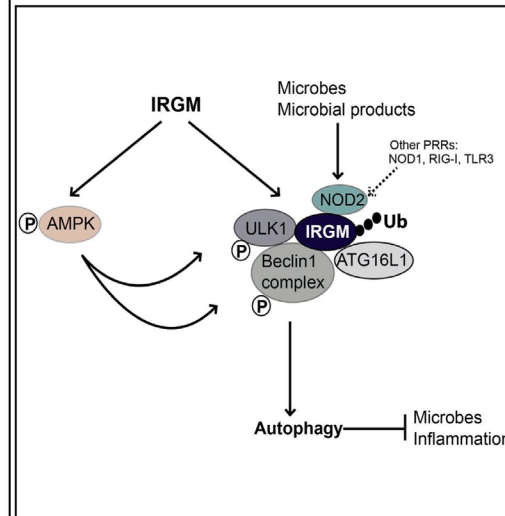 IRGM
Microbes
Microbial products
Other PRRs:
NOD1, RIG-I, TLR3
P
AMPK
NOD2
ULK1
IRGM
Ub
P
Beclin1
complex
ATG16L1
P
Autophagy
Microbes
Inflammation